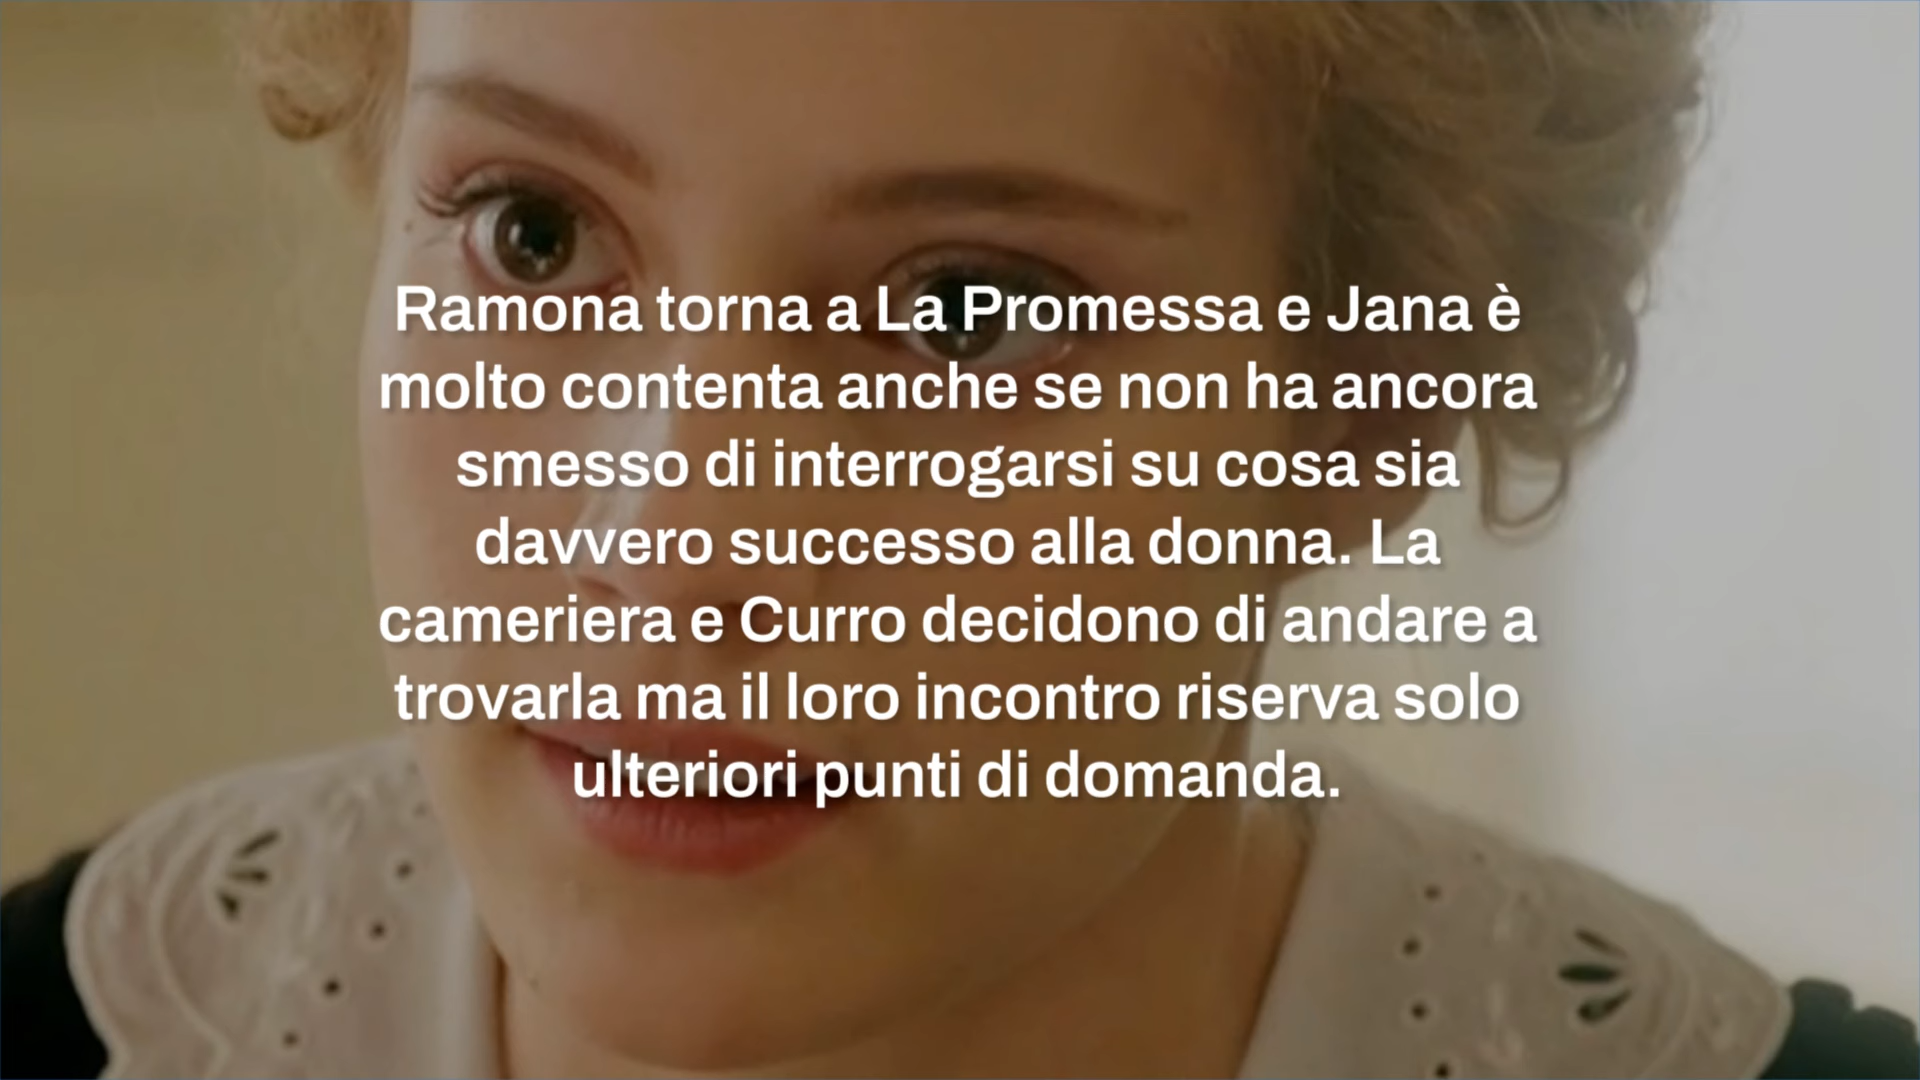 Ramona torna a La Promessa e Jana è
molto contenta anche se non ha ancora
smesso di interrogarsi su cosa sia
davvero successo alla donna. La
cameriera e Curro decidono di andare a
trovarla ma il loro incontro riserva solo
ulteriori punti di domanda.